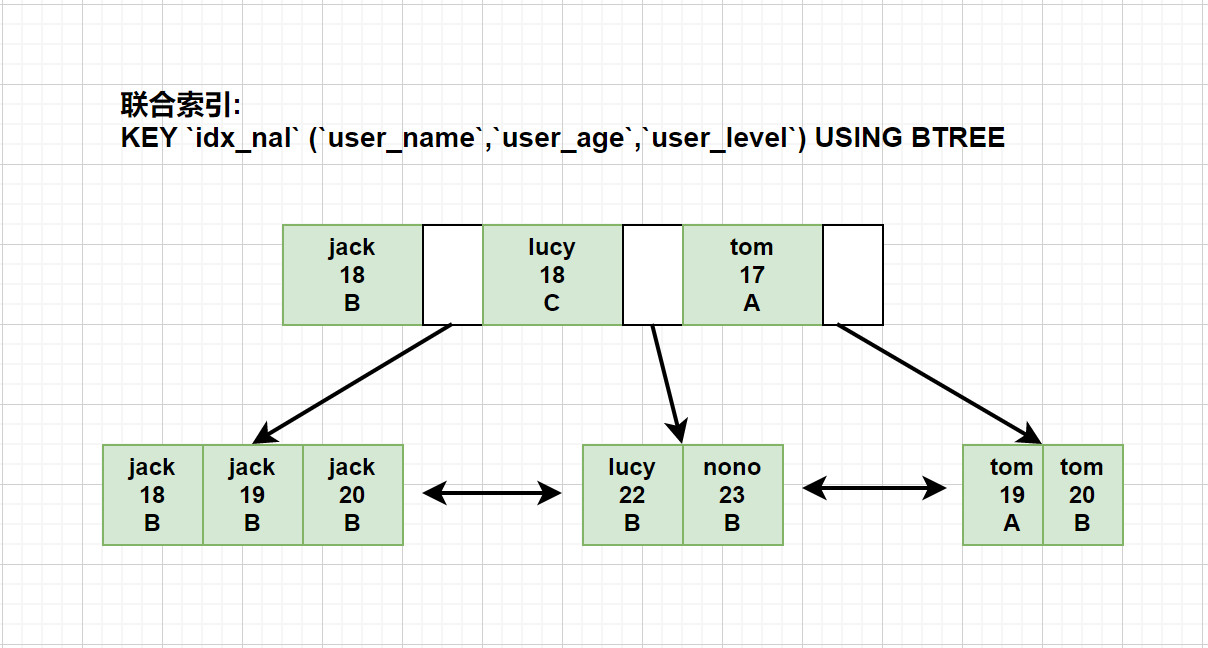 联合索引:
KEY `idx_nal` (`user_name`,`user_age`,`user_level`) USING BTREE
jack
18
B
lucy
18
C
tom
17
A
jack
18
B
jack
19
B
jack
20
B
lucy
22
B
nono
23
B
tom
19
A
tom
20
B